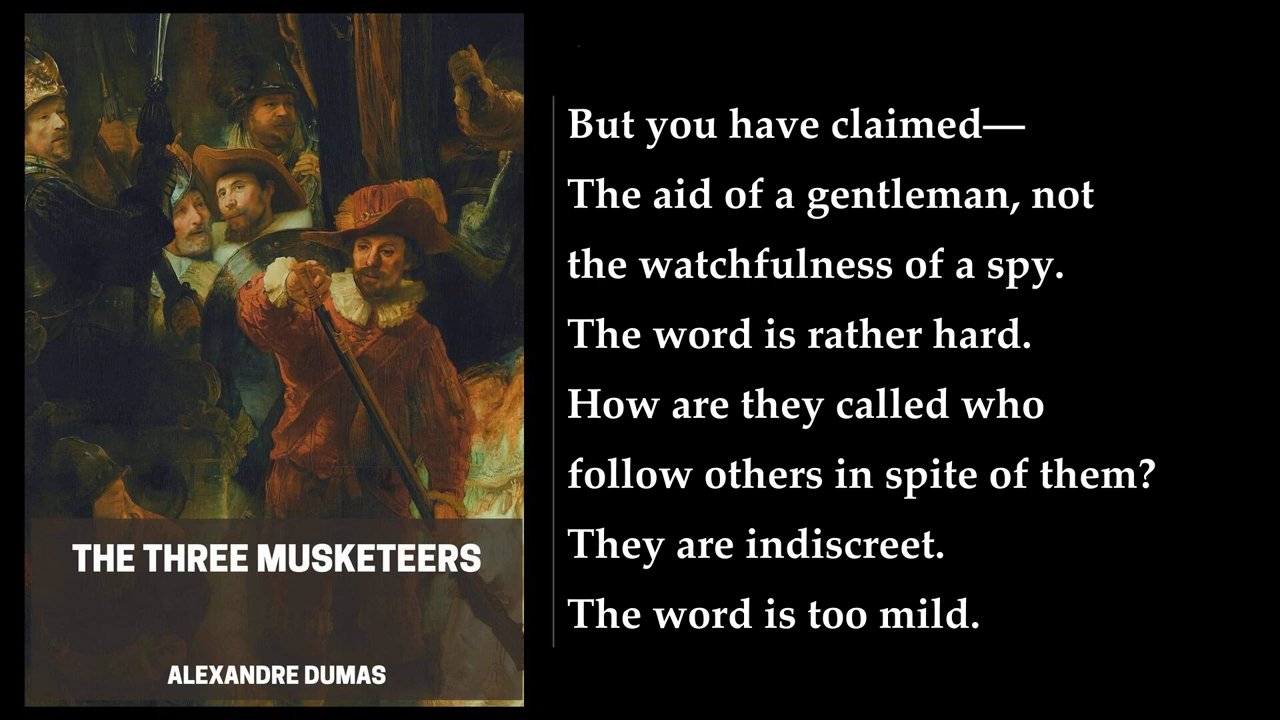 THE THREE MUSKETEERS
ALEXANDRE DUMAS
But you have claimed—
The aid of a gentleman, not
the watchfulness of a spy.
The word is rather hard.
How are they called who
follow others in spite of them?
They are indiscreet.
The word is too mild.